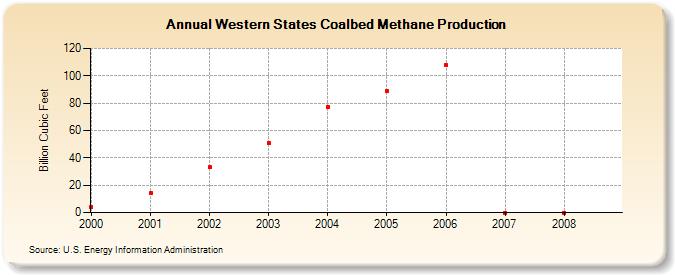 Annual Western States Coalbed Methane Production
Billion Cubic Feet
120
100
80
60
40
20
0
2000 2001 2002 2003 2004 2005 2006 2007 2008
Source: U.S. Energy Information Administration